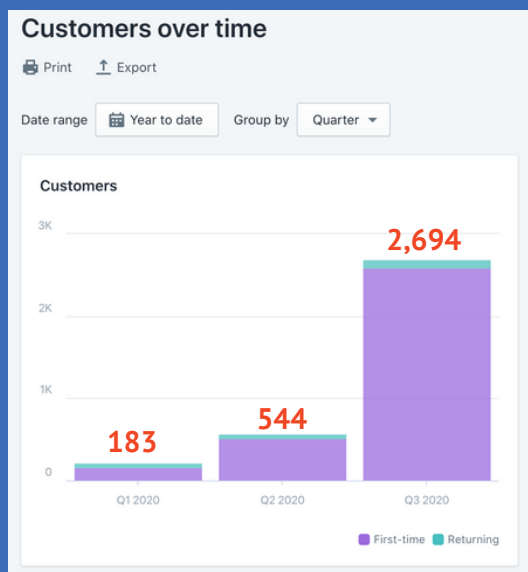 Customers over time
Print Export
Date range Year to date Group by Quarter
Customers
3K
2,694
2K
1K
544
183
0
Q1 2020 Q2 2020 Q3 2020
First-time Returning